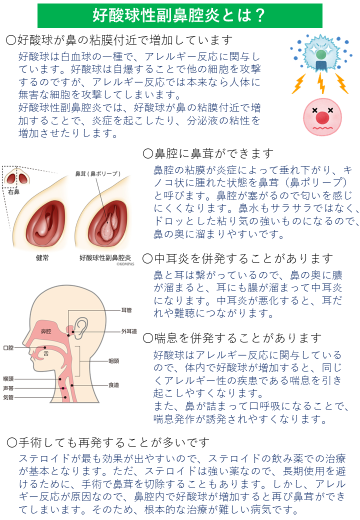 好酸球性副鼻腔炎とは？
〇好酸球が鼻の粘膜付近で増加しています
好酸球は白血球の一種で、アレルギー反応に関与し
ています。好酸球は自爆することで他の細胞を攻撃
するのですが、アレルギー反応では本来なら人体に
無害な細胞を攻撃してしまいます。
好酸球性副鼻腔炎では、好酸球が鼻の粘膜付近で増
加することで、炎症を起こしたり、分泌液の粘性を
増加させたりします。
〇鼻腔に鼻茸ができます
鼻腔の粘膜が炎症によって垂れ下がり、キ
ノコ状に腫れた状態を鼻茸（鼻ポリープ）
と呼びます。鼻腔が塞がるので匂いを感じ
にくくなります。鼻水もサラサラではなく、
ドロッとした粘り気の強いものになるので、
鼻の奥に溜まりやすいです。
右鼻
鼻茸（鼻ポリープ）
健常
好酸球性副鼻腔炎
〇中耳炎を併発することがあります
鼻と耳は繋がっているので、鼻の奥に膿
が溜まると、耳にも膿が溜まって中耳炎
になります。中耳炎が悪化すると、耳だ
れや難聴につながります。
〇喘息を併発することがあります
好酸球はアレルギー反応に関与している
ので、体内で好酸球が増加すると、同じ
くアレルギー性の疾患である喘息を引き
起こしやすくなります。
また、鼻が詰まって口呼吸になることで、
喘息発作が誘発されやすくなります。
耳管
外耳道
鼻腔
口腔
舌
咽頭
喉頭
声帯
気管
食道
〇手術しても再発することが多いです
ステロイドが最も効果が出やすいので、ステロイドの飲み薬での治療
が基本となります。ただ、ステロイドは強い薬なので、長期使用を避
けるために、手術で鼻茸を切除することもあります。しかし、アレル
ギー反応が原因なので、鼻腔内で好酸球が増加すると再び鼻茸ができ
てしまいます。そのため、根本的な治療が難しい病気です。